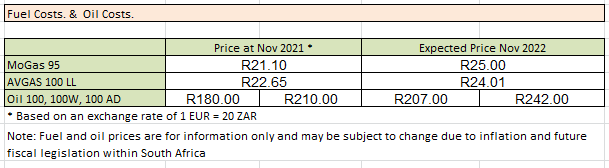 Fuel Costs. & Oil Costs.
Price at Nov 2021 * Expected Price Nov 2022
MoGas 95 R21.10 R25.00
AVGAS 100 LL R22.65 R24.01
Oil 100, 100W, 100 AD R180.00 R210.00 R207.00 R242.00
* Based on an exchange rate of 1 EUR = 20 ZAR
Note: Fuel and oil prices are for information only and may be subject to change due to inflation and future
fiscal legislation within South Africa